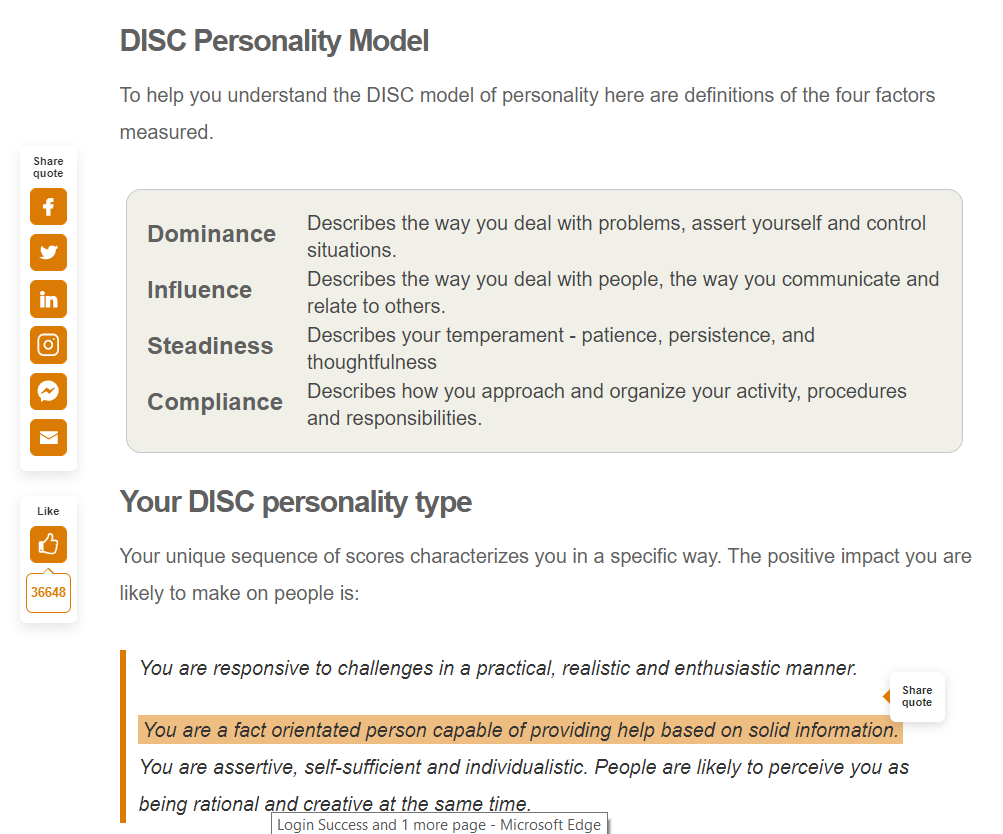 DISC Personality Model
To help you understand the DISC model of personality here are definitions of the four factors
measured.
Share
quote
Dominance
Describes the way you deal with problems, assert yourself and control
situations.
Influence
Describes the way you deal with people, the way you communicate and
relate to others.
Steadiness
Describes your temperament - patience, persistence, and
thoughtfulness
Compliance
Describes how you approach and organize your activity, procedures
and responsibilities.
Like
36648
Your DISC personality type
Your unique sequence of scores characterizes you in a specific way. The positive impact you are
likely to make on people is:
You are responsive to challenges in a practical, realistic and enthusiastic manner.
Share
quote
You are a fact orientated person capable of providing help based on solid information.
You are assertive, self-sufficient and individualistic. People are likely to perceive you as
being rational and creative at the same time.
Login Success and 1 more page - Microsoft Edge